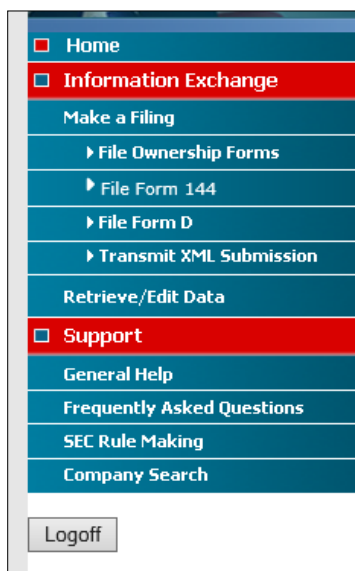 Home
Information Exchange
Make a Filing
File Ownership Forms
File Form 144
File Form D
Transmit XML Submission
Retrieve/Edit Data
Support
General Help
Frequently Asked Questions
SEC Rule Making
Company Search
Logoff